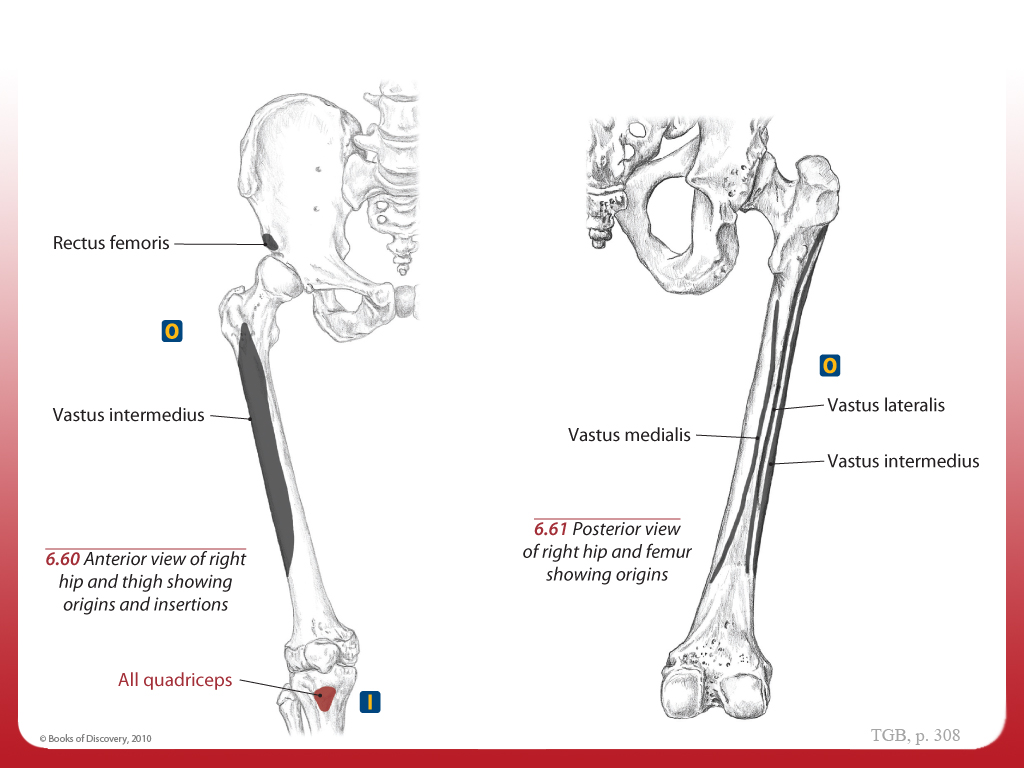 Rectus femoris
O
Vastus intermedius
6.60 Anterior view of right
hip and thigh showing
origins and insertions
All quadriceps
I
O
Vastus lateralis
Vastus medialis
Vastus intermedius
6.61 Posterior view
of right hip and femur
showing origins
© Books of Discovery, 2010
TGB, p. 308